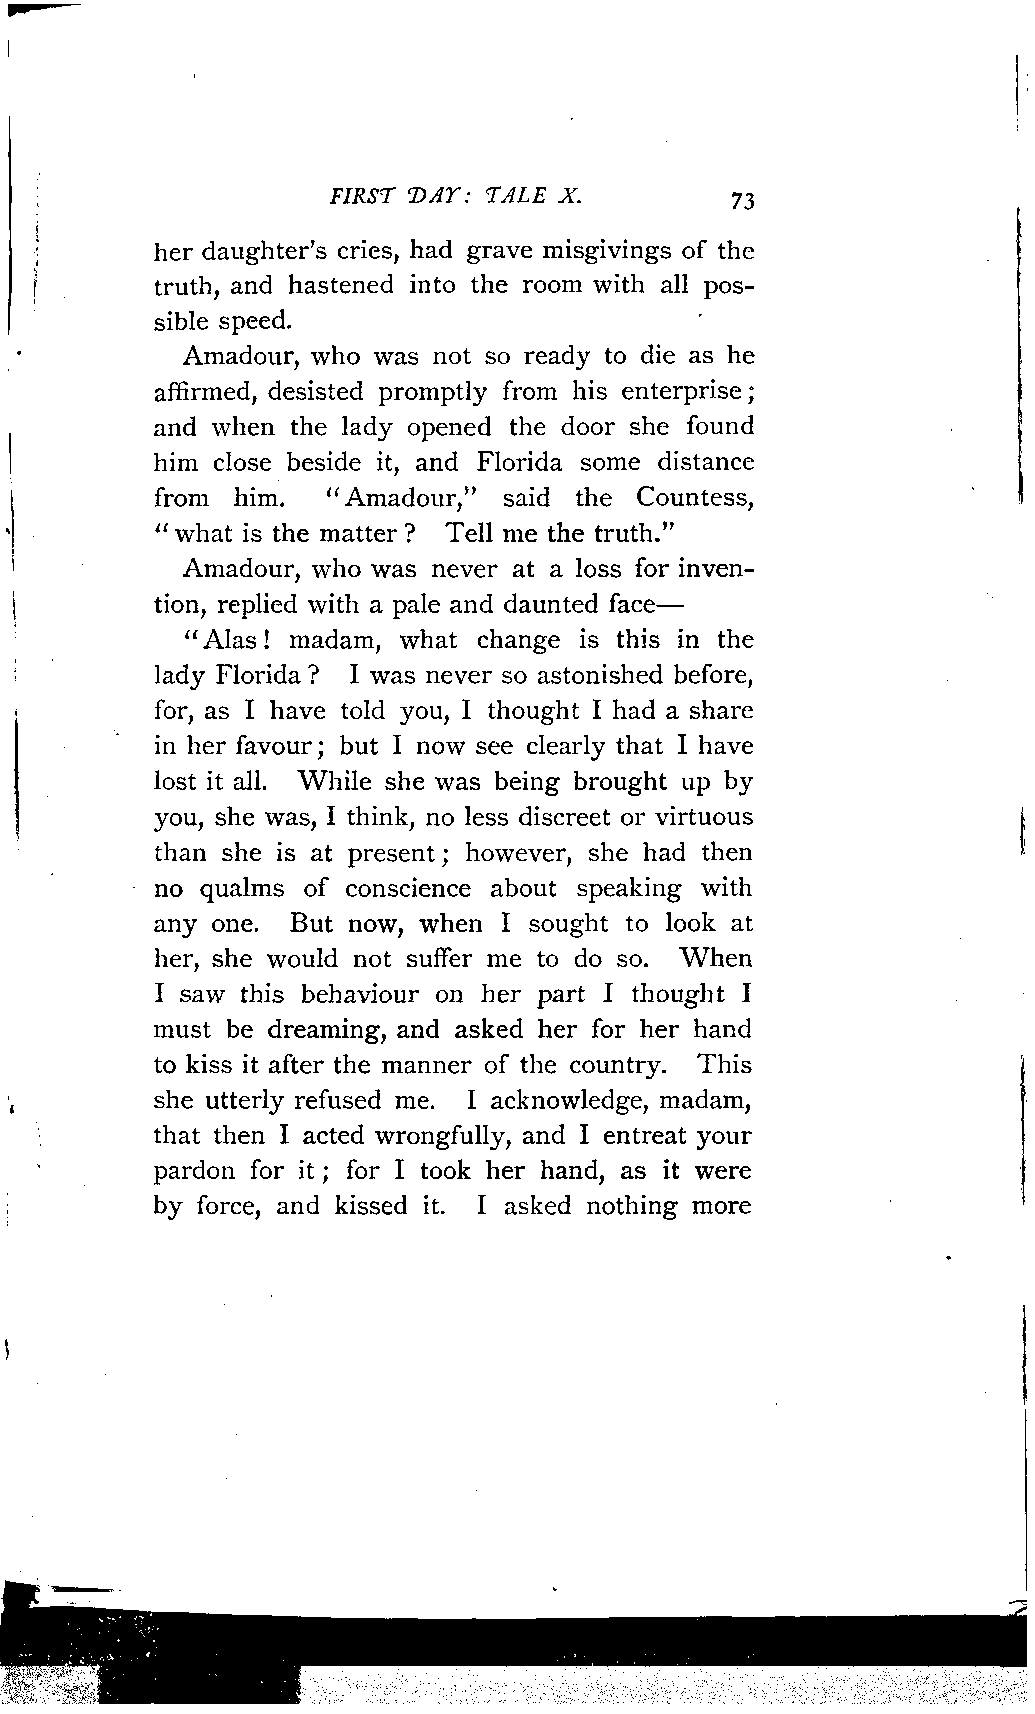 FIRST DAY: TALE X. 73
her daughter's cries, had grave misgivings of the
truth, and hastened into the room with all pos-
sible speed.
Amadour, who was not so ready to die as he
affirmed, desisted promptly from his enterprise;
and when the lady opened the door she found
him close beside it, and Florida some distance
from him. "Amadour," said the Countess,
"what is the matter? Tell me the truth."
Amadour, who was never at a loss for inven-
tion, replied with a pale and daunted face—
"Alas! madam, what change is this in the
lady Florida? I was never so astonished before,
for, as I have told you, I thought I had a share
in her favour; but I now see clearly that I have
lost it all. While she was being brought up by
you, she was, I think, no less discreet or virtuous
than she is at present; however, she had then
no qualms of conscience about speaking with
any one. But now, when I sought to look at
her, she would not suffer me to do so. When
I saw this behaviour on her part I thought I
must be dreaming, and asked her for her hand
to kiss it after the manner of the country. This
she utterly refused me. I acknowledge, madam,
that then I acted wrongfully, and I entreat your
pardon for it; for I took her hand, as it were
by force, and kissed it. I asked nothing more